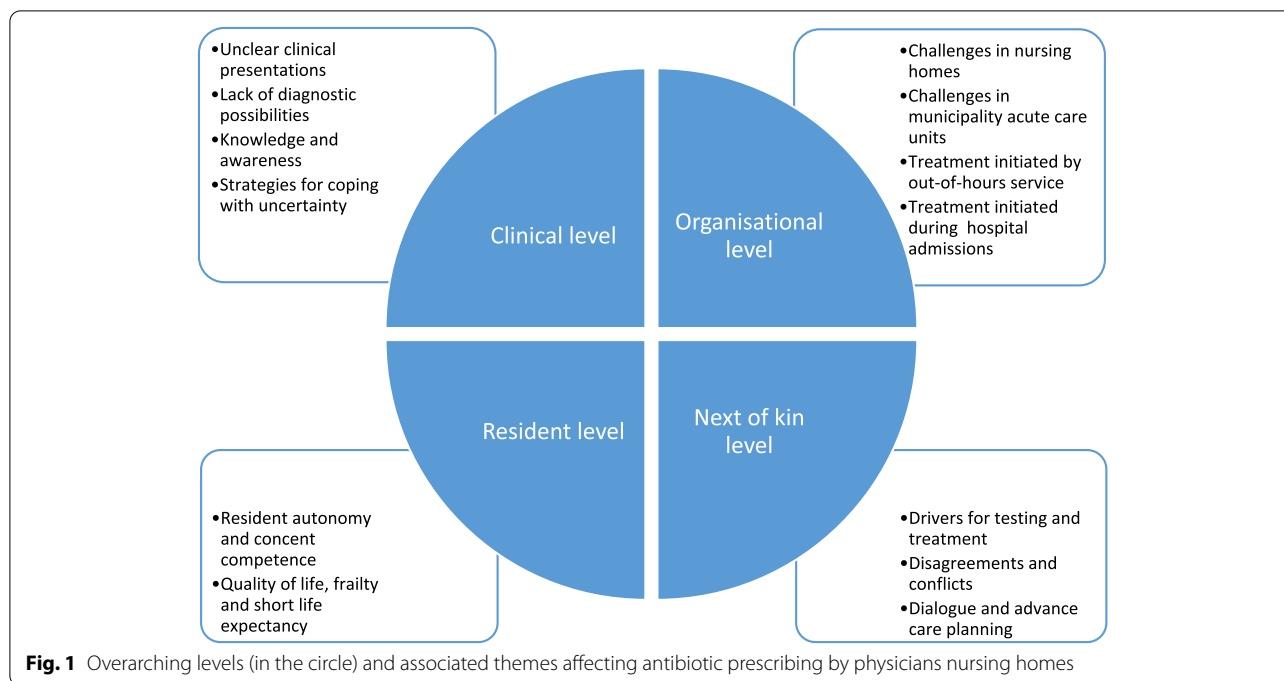 •Unclear clinical
presentations
•Lack of diagnostic
possibilities
•Knowledge and
awareness
•Strategies for coping
with uncertainty
•Challenges in nursing
homes
•Challenges in
municipality acute care
units
•Treatment initiated by
out-of-hours service
•Treatment initiated
during hospital
admissions
Clinical level
Organisational
level
Resident level
Next of kin
level
•Resident autonomy
and concent
competence
•Quality of life, frailty
and short life
expectancy
•Drivers for testing and
treatment
•Disagreements and
conflicts
•Dialogue and advance
care planning
Fig. 1 Overarching levels (in the circle) and associated themes affecting antibiotic prescribing by physicians nursing homes